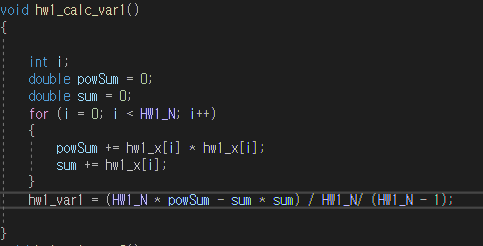 void hw1_calc_var1()
{
int i;
double powSum = 0;
double sum = 0;
for (i = 0; i < HW1_N; i++)
{
powSum += hw1_x[i] * hw1_x[i];
sum += hw1_x[i];
}
hw1_var1 = (HW1_N * powSum - sum * sum) / HW1_N/ (HW1_N - 1);
}